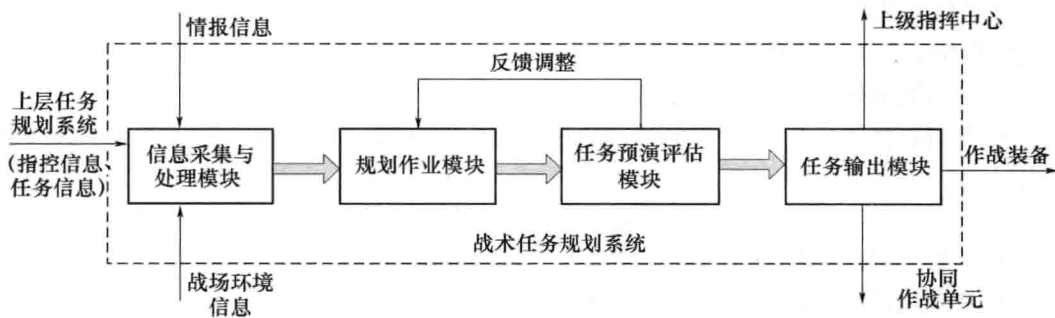 情报信息
上级指挥中心
反馈调整
上层任务
规划系统
(指控信息、
任务信息)
信息采集与
处理模块
规划作业模块
任务预演评估
模块
任务输出模块
作战装备
战术任务规划系统
战场环境
信息
协同
作战单元